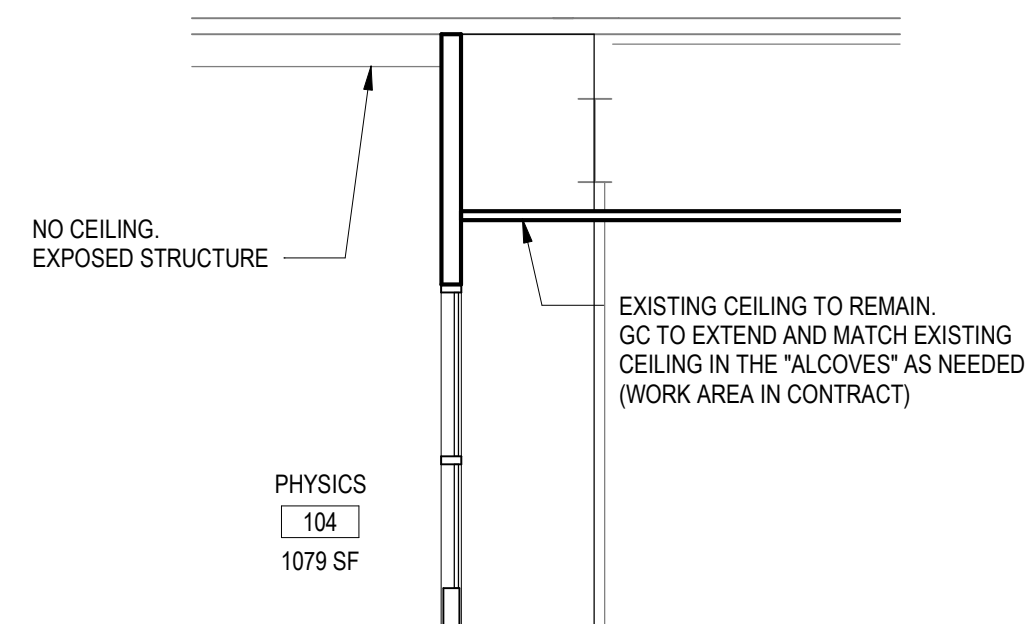 NO CEILING.
EXPOSED STRUCTURE
EXISTING CEILING TO REMAIN.
GC TO EXTEND AND MATCH EXISTING
CEILING IN THE "ALCOVES" AS NEEDED
(WORK AREA IN CONTRACT)
PHYSICS
104
1079 SF